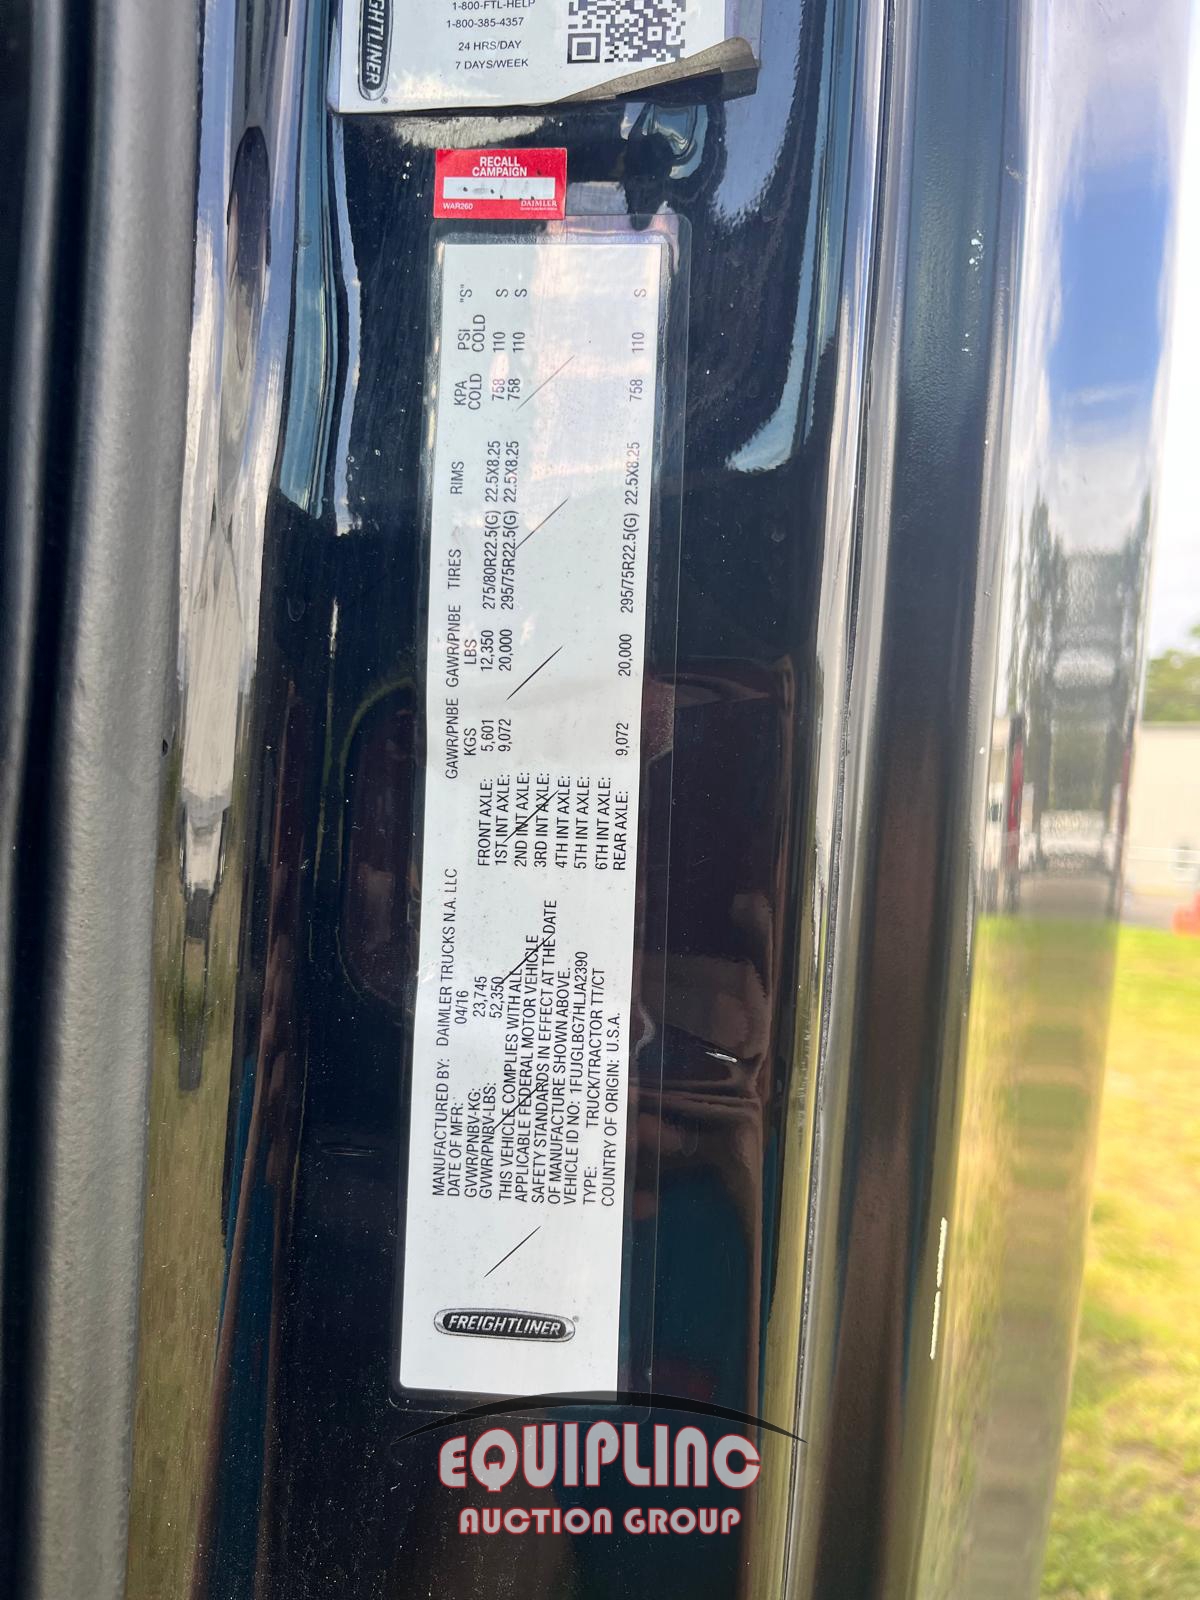 FREIGHTLINER
1-800-FTL-HELP
1-800-385-4357
24 HRS/DAY
7 DAYS/WEEK
RECALL
CAMPAIGN
WAR260
DAIMLER
MANUFACTURED BY: DAIMLER TRUCKS N.A. LLC
DATE OF MFR: 04/16
GVWR/PNBV-KG: 23,745
GVWR/PNBV-LBS: 52,350
THIS VEHICLE COMPLIES WITH ALL
APPLICABLE FEDERAL MOTOR VEHICLE
SAFETY STANDARDS IN EFFECT AT THE DATE
OF MANUFACTURE SHOWN ABOVE.
VEHICLE ID NO: 1FUJGLBG7HLJA2390
TYPE: TRUCK/TRACTOR TT/CT
COUNTRY OF ORIGIN: U.S.A.
GAWR/PNBE GAWR/PNBE TIRES RIMS KPA PSI "S"
KGS LBS COLD COLD
FRONT AXLE: 5,601 12,350 275/80R22.5(G) 22.5X8.25 758 110 S
1ST INT AXLE: 9,072 20,000 295/75R22.5(G) 22.5X8.25 758 110 S
2ND INT AXLE:
3RD INT AXLE:
4TH INT AXLE:
5TH INT AXLE:
6TH INT AXLE:
REAR AXLE: 9,072 20,000 295/75R22.5(G) 22.5X8.25 758 110 S
FREIGHTLINER
EQUIPLINC
AUCTION GROUP